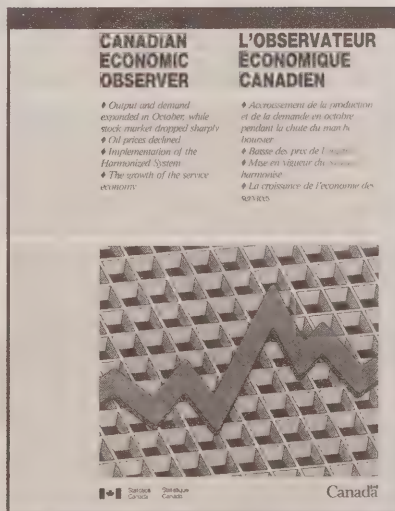 CANADIAN
ECONOMIC
OBSERVER
♦ Output and demand
expanded in October, while
stock market dropped sharply
♦ Oil prices declined
♦ Implementation of the
Harmonized System
♦ The growth of the service
economy
L'OBSERVATEUR
ÉCONOMIQUE
CANADIEN
♦ Accroissement de la production
et de la demande en octobre
pendant la chute du marché
boursier
♦ Baisse des prix de
♦ Mise en vigueur du
harmonisé
♦ La croissance de l'économie des
services
Statistics
Canada
Statistique
Canada
Canada